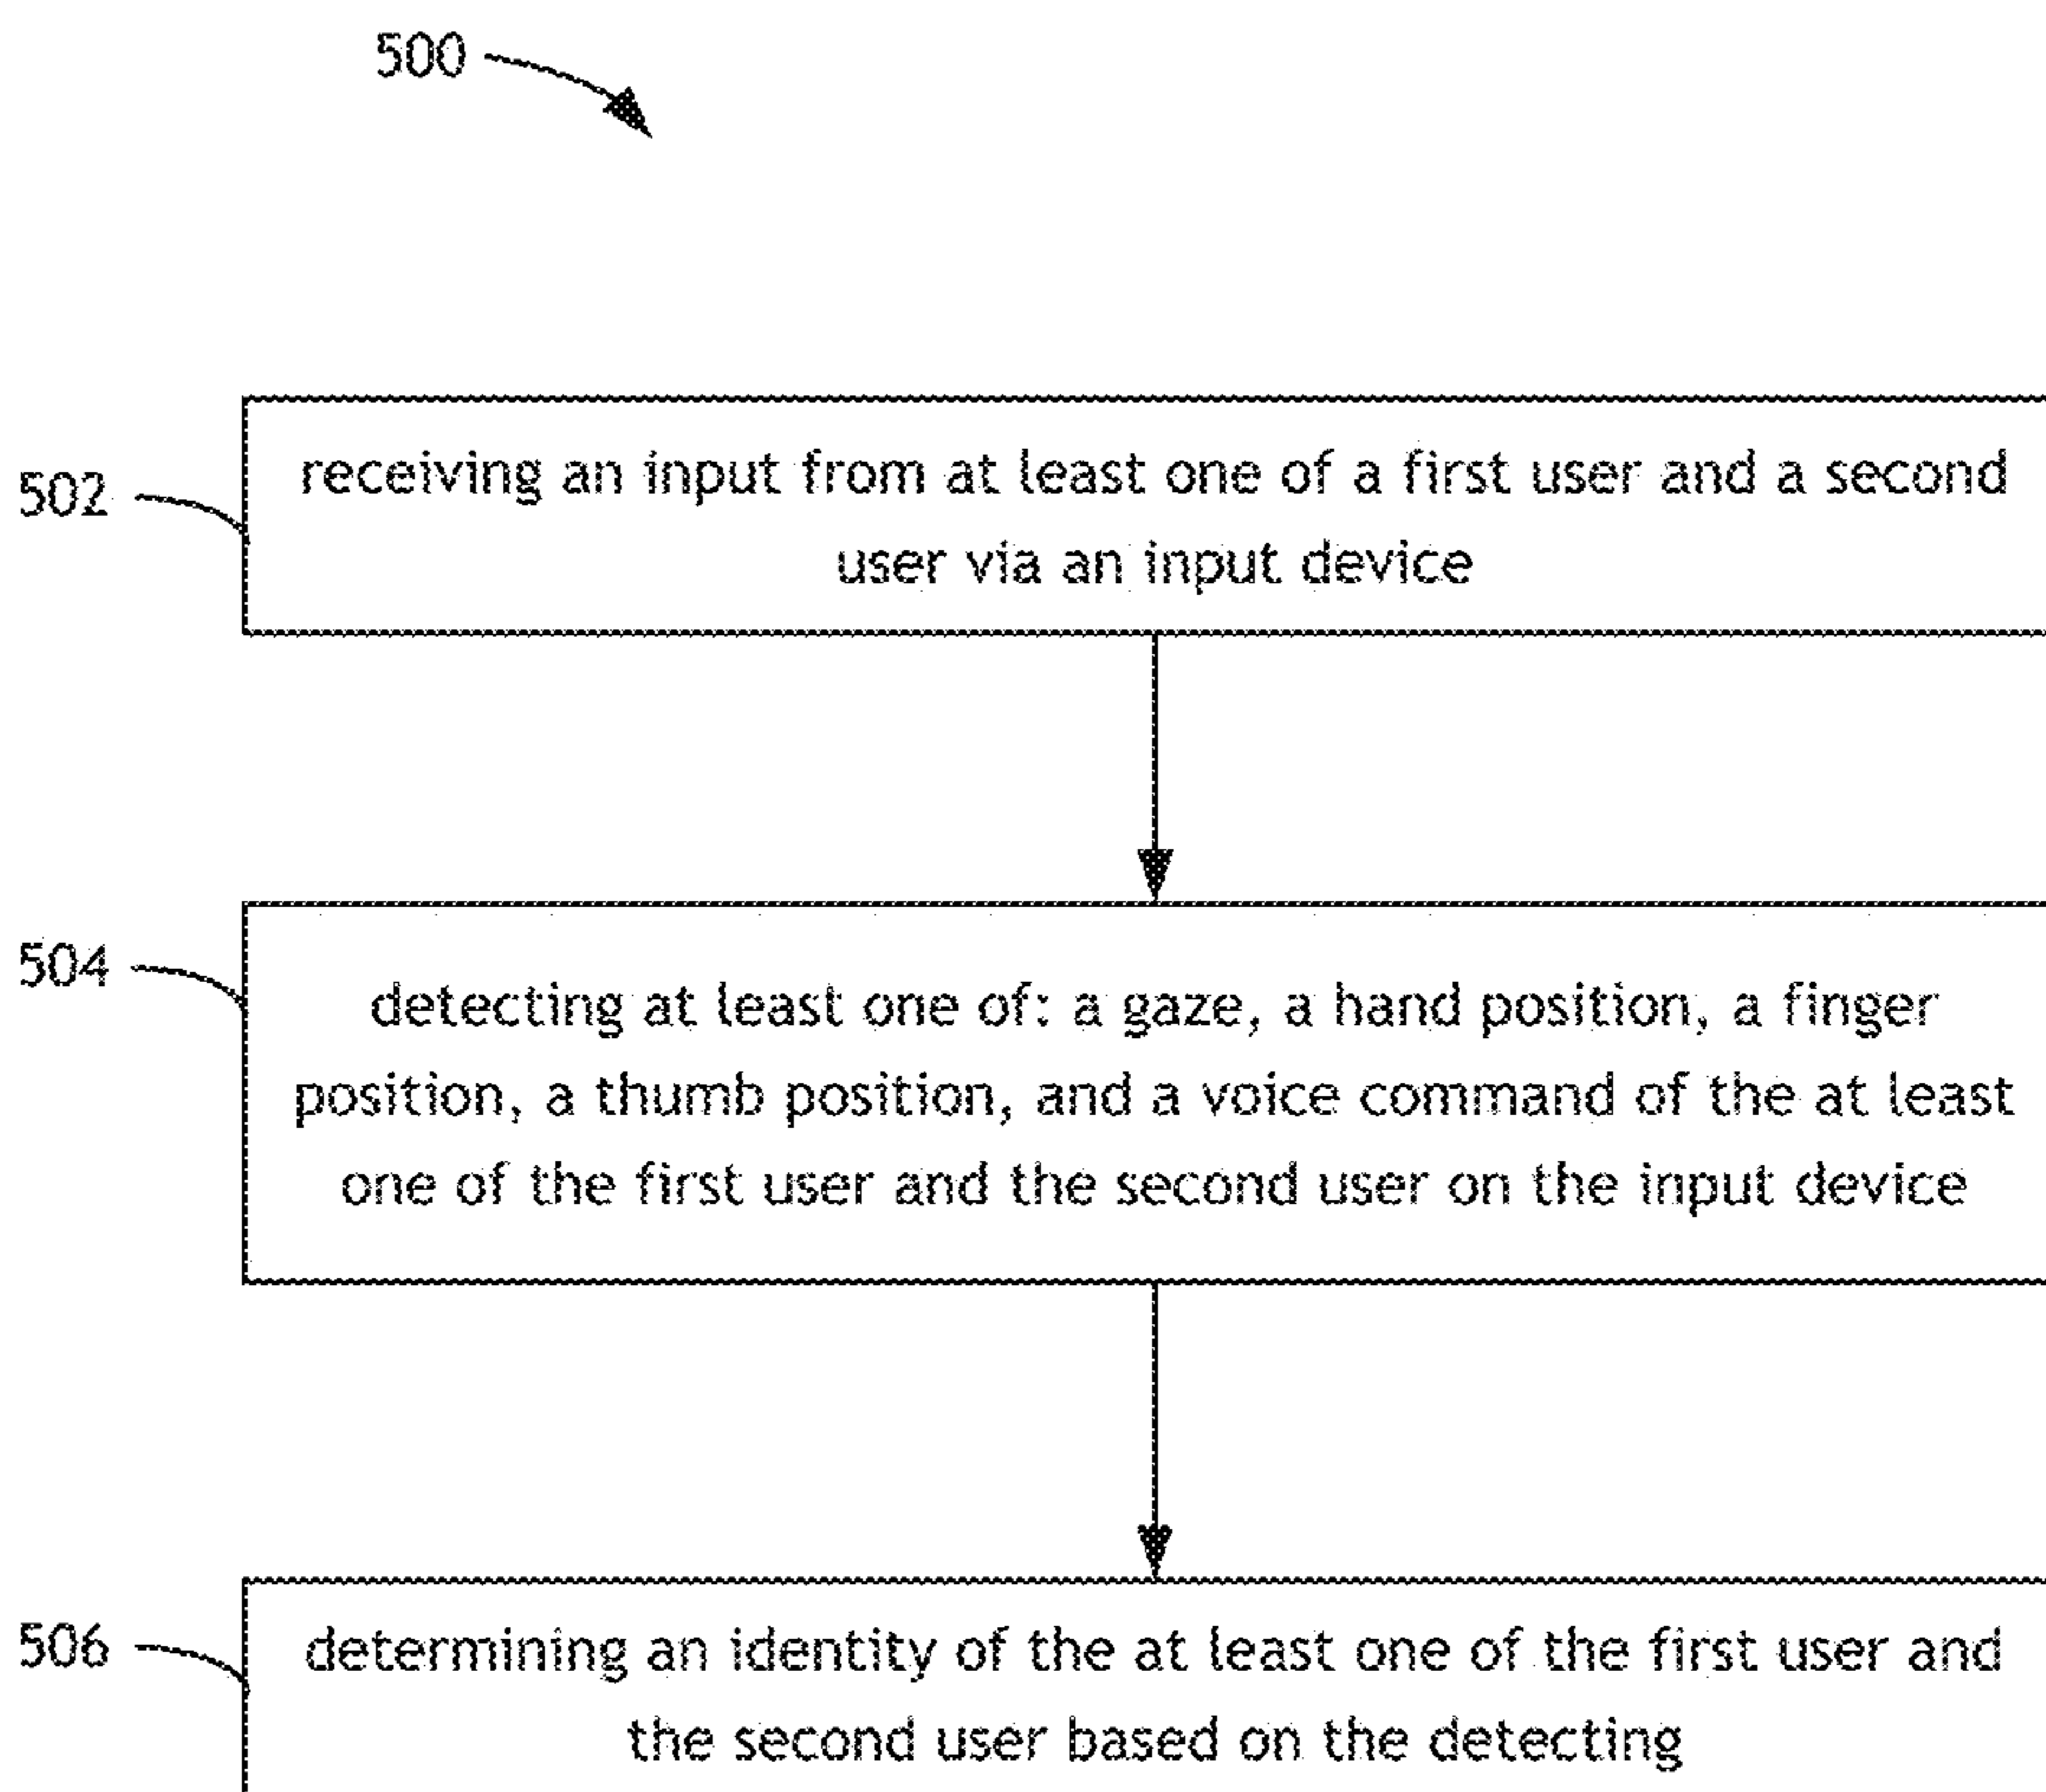 500
502
receiving an input from at least one of a first user and a second
user via an input device
504
detecting at least one of: a gaze, a hand position, a finger
position, a thumb position, and a voice command of the at least
one of the first user and the second user on the input device
506
determining an identity of the at least one of the first user and
the second user based on the detecting